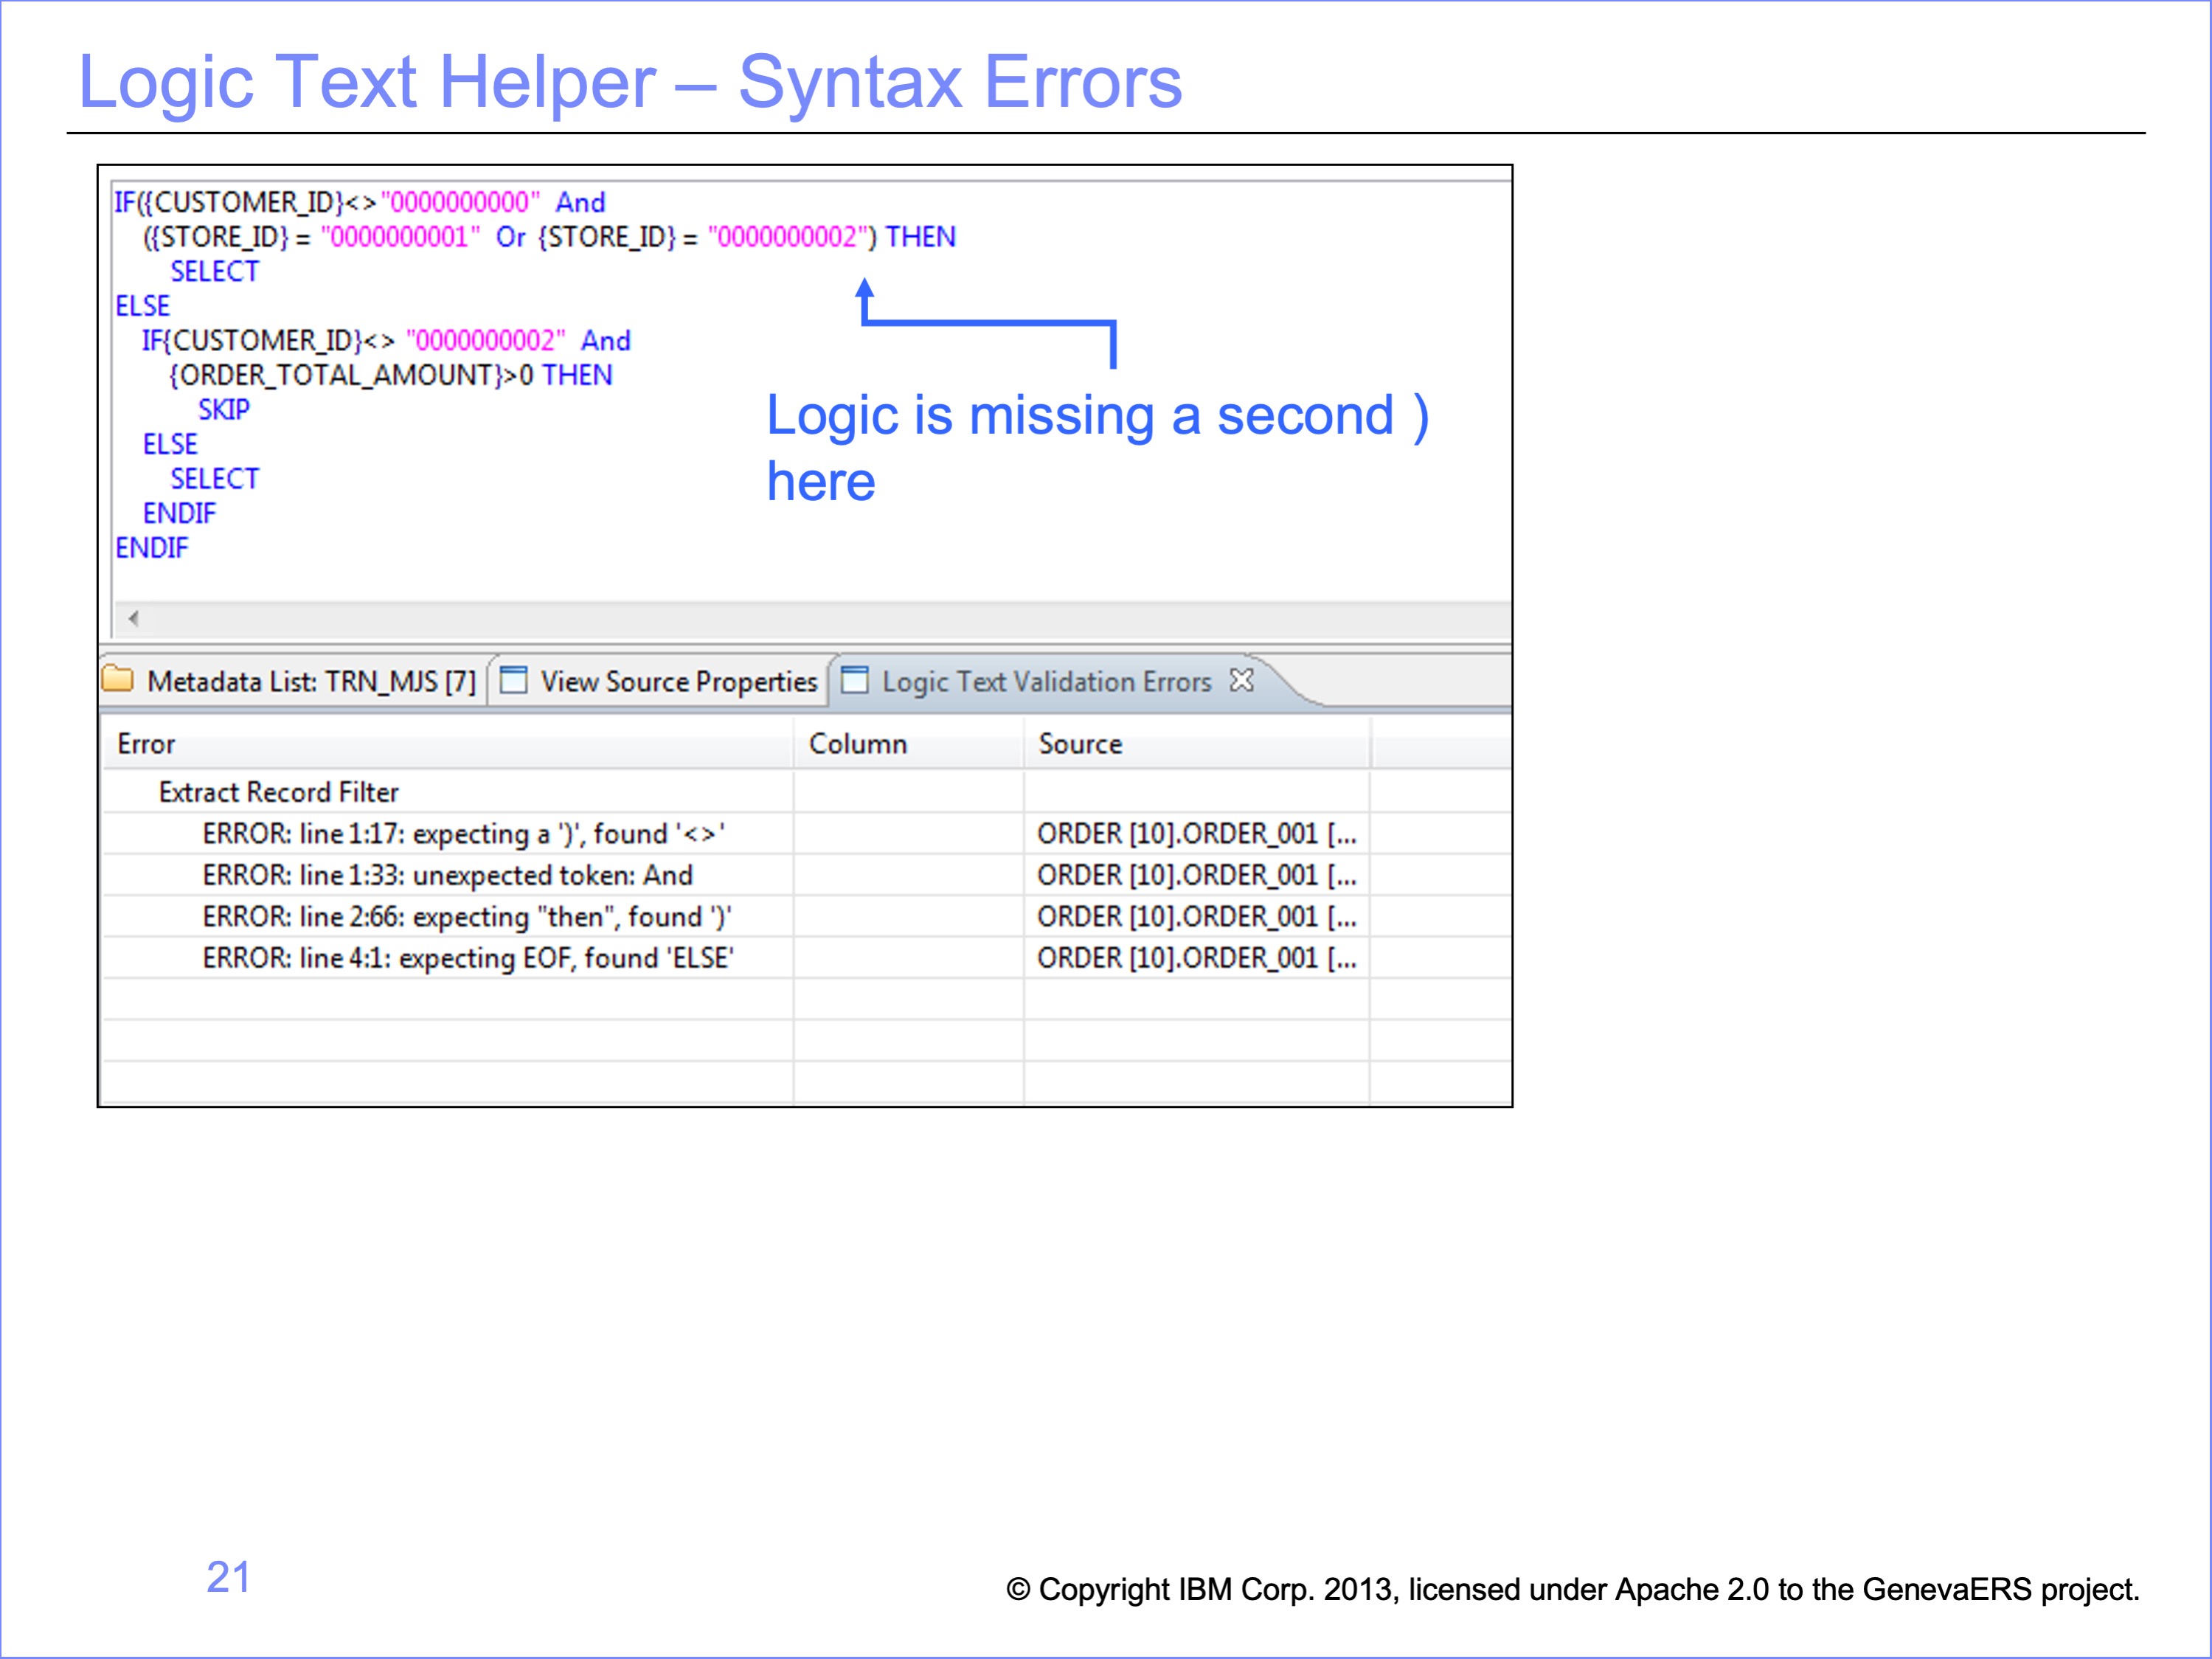 Logic Text Helper – Syntax Errors
IF({CUSTOMER_ID}<>"0000000000" And
({STORE_ID} = "0000000001" Or {STORE_ID} = "0000000002") THEN
SELECT
ELSE
IF{CUSTOMER_ID}<> "0000000002" And
{ORDER_TOTAL_AMOUNT}>0 THEN
SKIP
ELSE
SELECT
ENDIF
ENDIF
Logic is missing a second )
here
Metadata List: TRN_MJS [7] View Source Properties Logic Text Validation Errors
Error Column Source
Extract Record Filter
ERROR: line 1:17: expecting a ')', found '<>' ORDER [10].ORDER_001 [...
ERROR: line 1:33: unexpected token: And ORDER [10].ORDER_001 [...
ERROR: line 2:66: expecting "then", found ')' ORDER [10].ORDER_001 [...
ERROR: line 4:1: expecting EOF, found 'ELSE' ORDER [10].ORDER_001 [...
21
© Copyright IBM Corp. 2013, licensed under Apache 2.0 to the GenevaERS project.